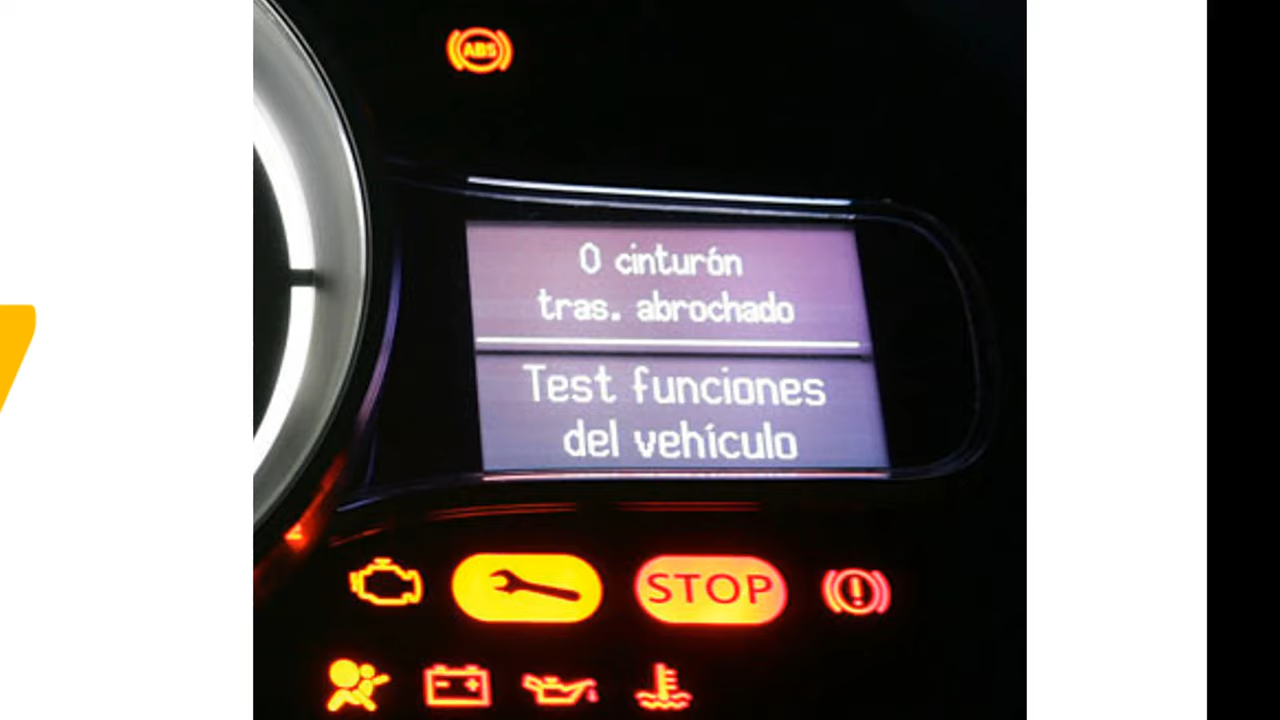 ABS
0 cinturón
tras. abrochado
Test funciones
del vehículo
STOP